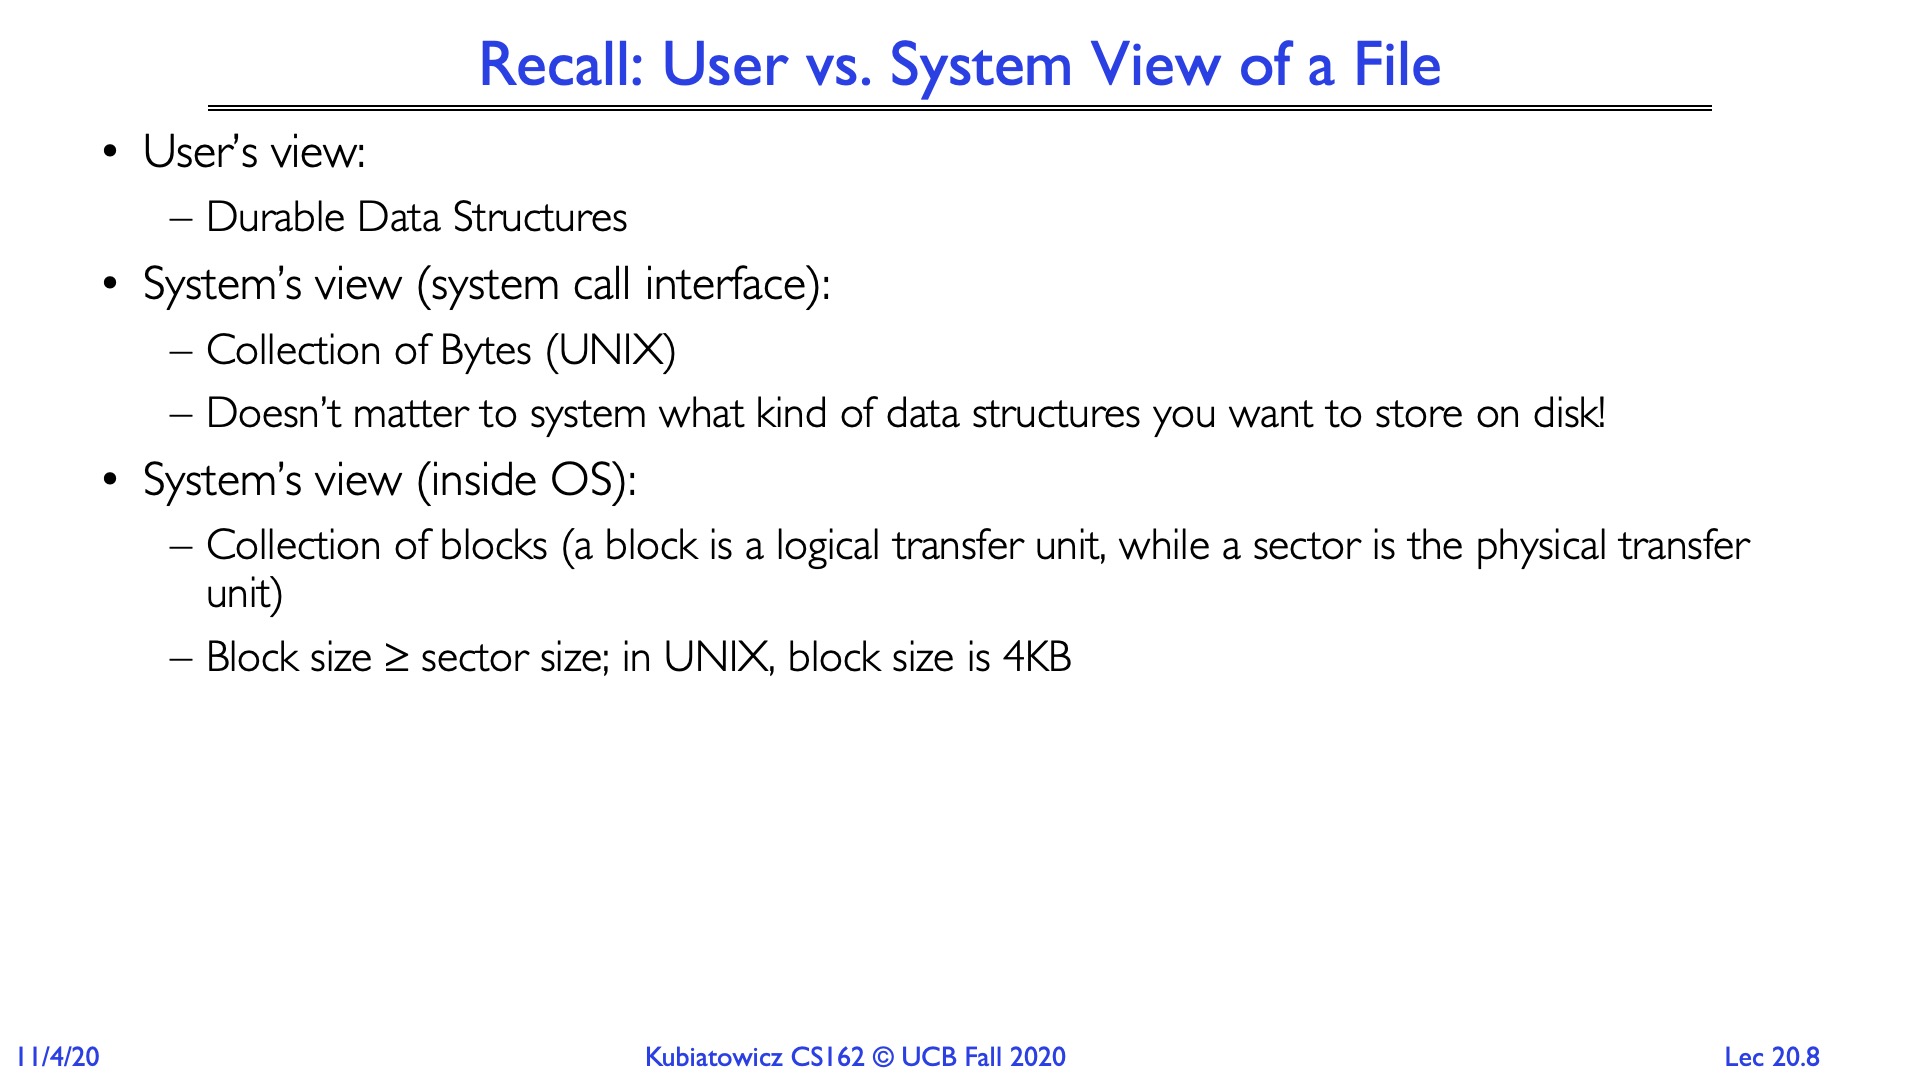 Recall: User vs. System View of a File
• User’s view:
– Durable Data Structures
• System’s view (system call interface):
– Collection of Bytes (UNIX)
– Doesn’t matter to system what kind of data structures you want to store on disk!
• System’s view (inside OS):
– Collection of blocks (a block is a logical transfer unit, while a sector is the physical transfer
unit)
– Block size ≥ sector size; in UNIX, block size is 4KB
11/4/20
Kubiatowicz CS162 © UCB Fall 2020
Lec 20.8